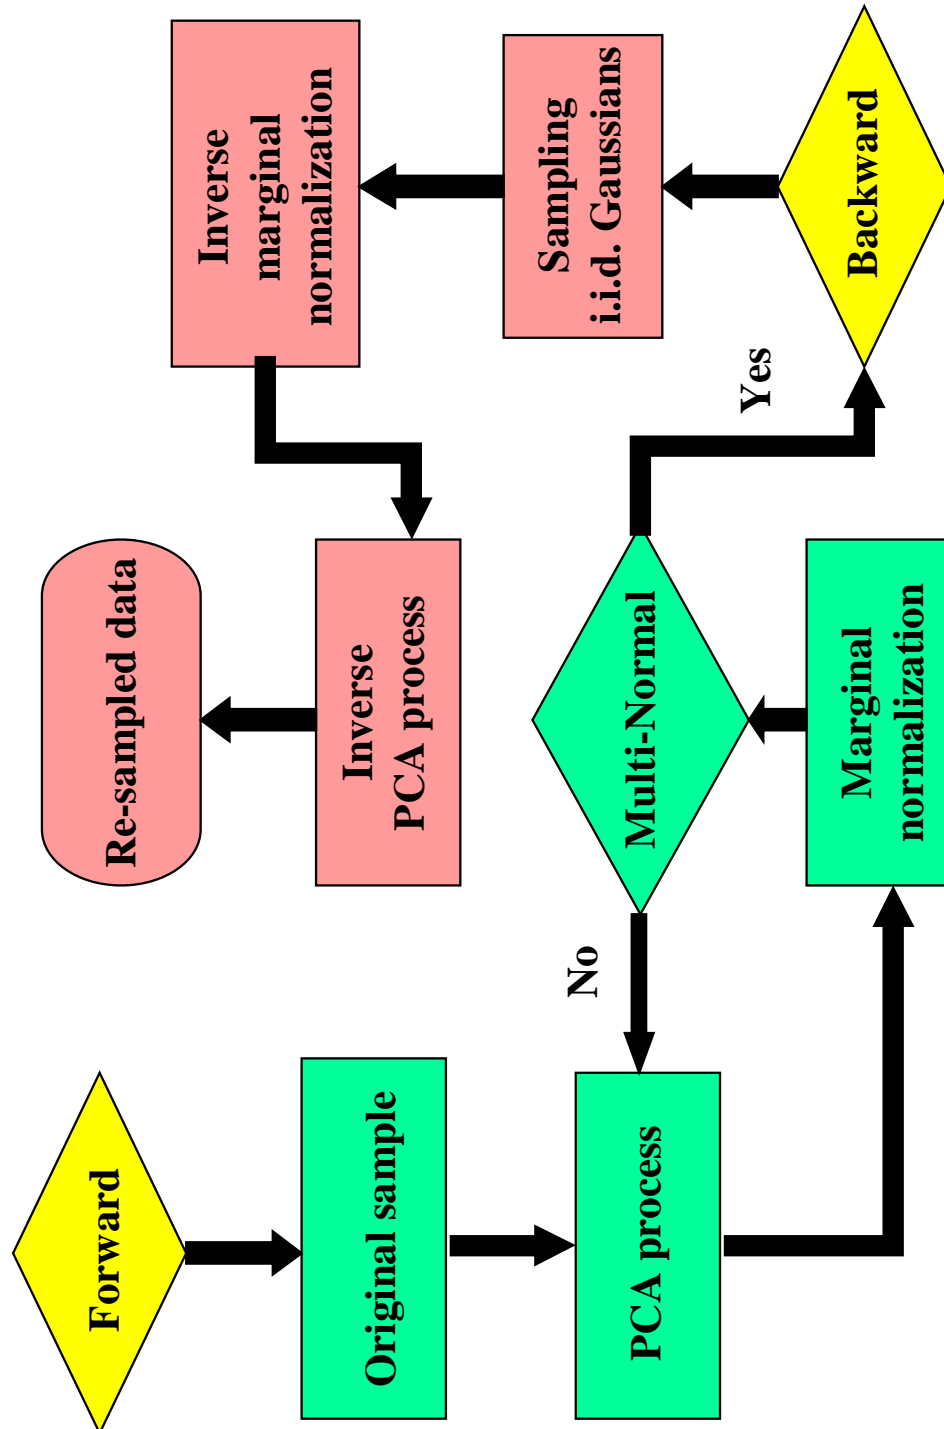 Forward
Original sample
PCA process
No
Marginal
normalization
Multi-Normal
Yes
Backward
Sampling
i.i.d. Gaussians
Inverse
marginal
normalization
Inverse
PCA process
Re-sampled data